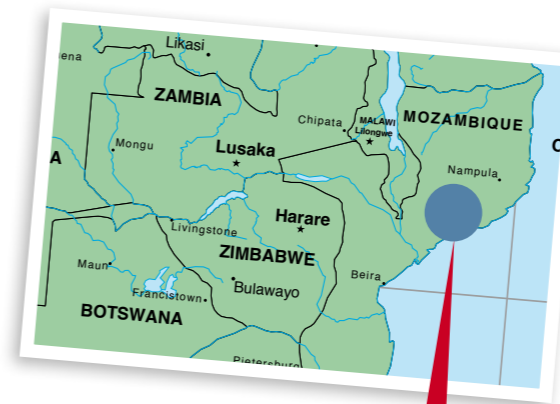 Likasi
ena
ZAMBIA
Chipata
MALAWI
Lilongwe
MOZAMBIQUE
C
Mongu
Lusaka
A
Nampula
Harare
Livingstone
ZIMBABWE
Maun
Beira
Francistown
Bulawayo
BOTSWANA
Pietersburg